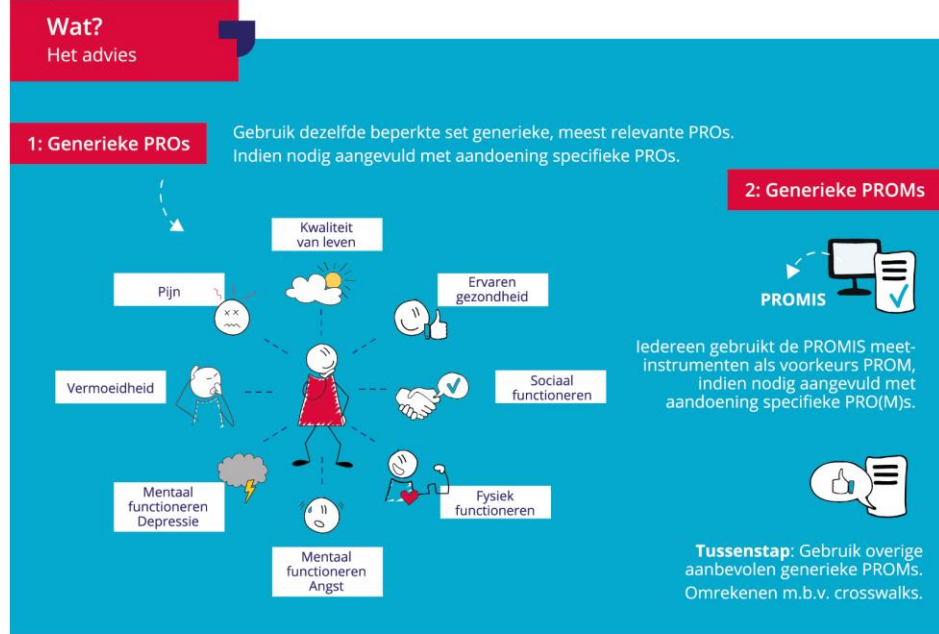 Wat?
Het advies
1: Generieke PROs
Gebruik dezelfde beperkte set generieke, meest relevante PROs.
Indien nodig aangevuld met aandoening specifieke PROs.
2: Generieke PROMs
Kwaliteit
van leven
Pijn
Ervaren
gezondheid
Vermoeidheid
Sociaal
functioneren
Mentaal
functioneren
Depressie
Fysiek
functioneren
Mentaal
functioneren
Angst
PROMIS
Iedereen gebruikt de PROMIS meet-
instrumenten als voorkeurs PROM,
indien nodig aangevuld met
aandoening specifieke PRO(M)s.
Tussenstap: Gebruik overige
aanbevolen generieke PROMs.
Omrekenen m.b.v. crosswalks.